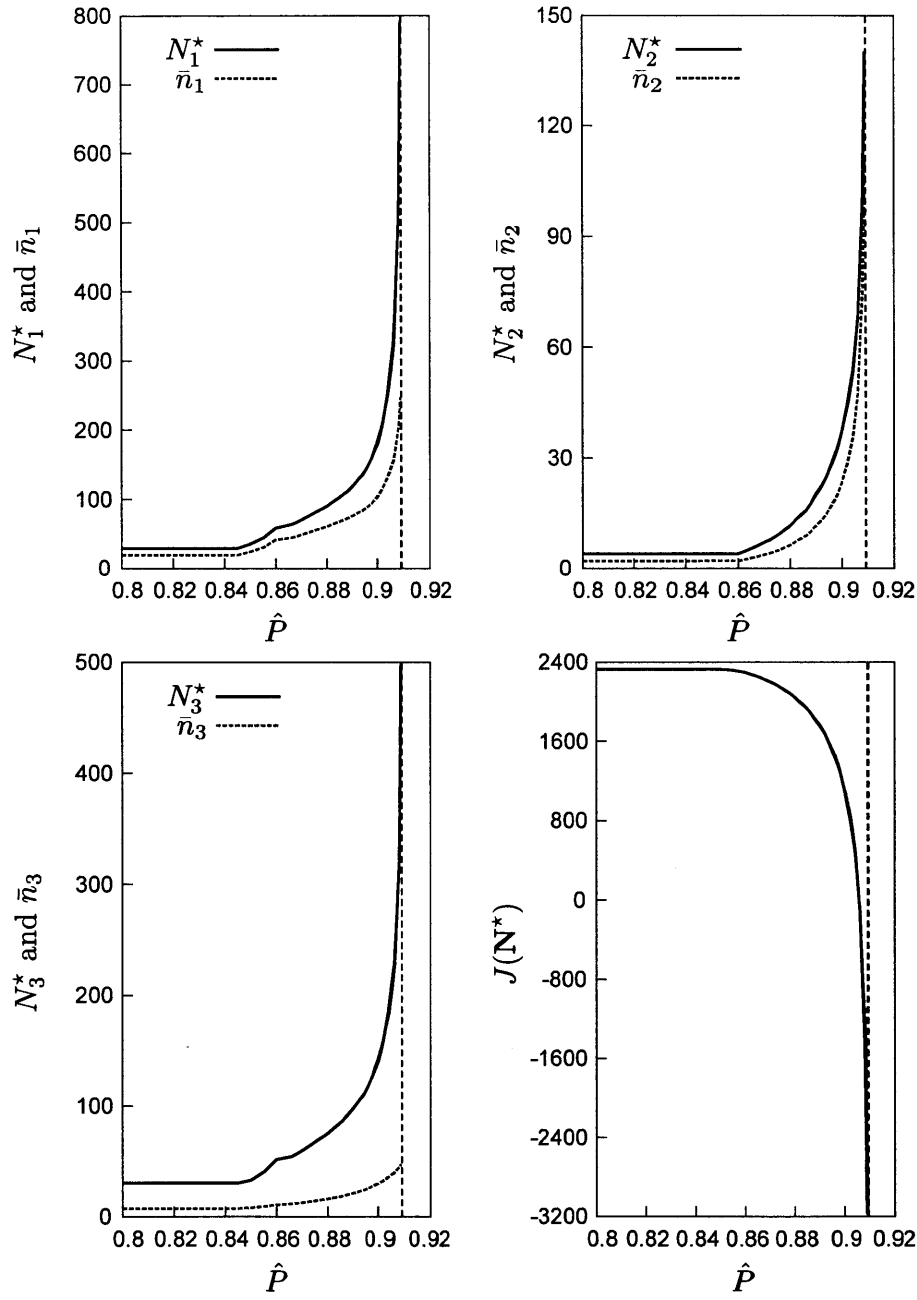 800
700
600
500
400
300
200
100
0
N₁* and n̄₁
N₁*
n̄₁
0.8 0.82 0.84 0.86 0.88 0.9 0.92
P̂
150
120
90
60
30
0
N₂* and n̄₂
N₂*
n̄₂
0.8 0.82 0.84 0.86 0.88 0.9 0.92
P̂
500
400
300
200
100
0
N₃* and n̄₃
N₃*
n̄₃
0.8 0.82 0.84 0.86 0.88 0.9 0.92
P̂
2400
1600
800
0
-800
-1600
-2400
-3200
J(N*)
0.8 0.82 0.84 0.86 0.88 0.9 0.92
P̂